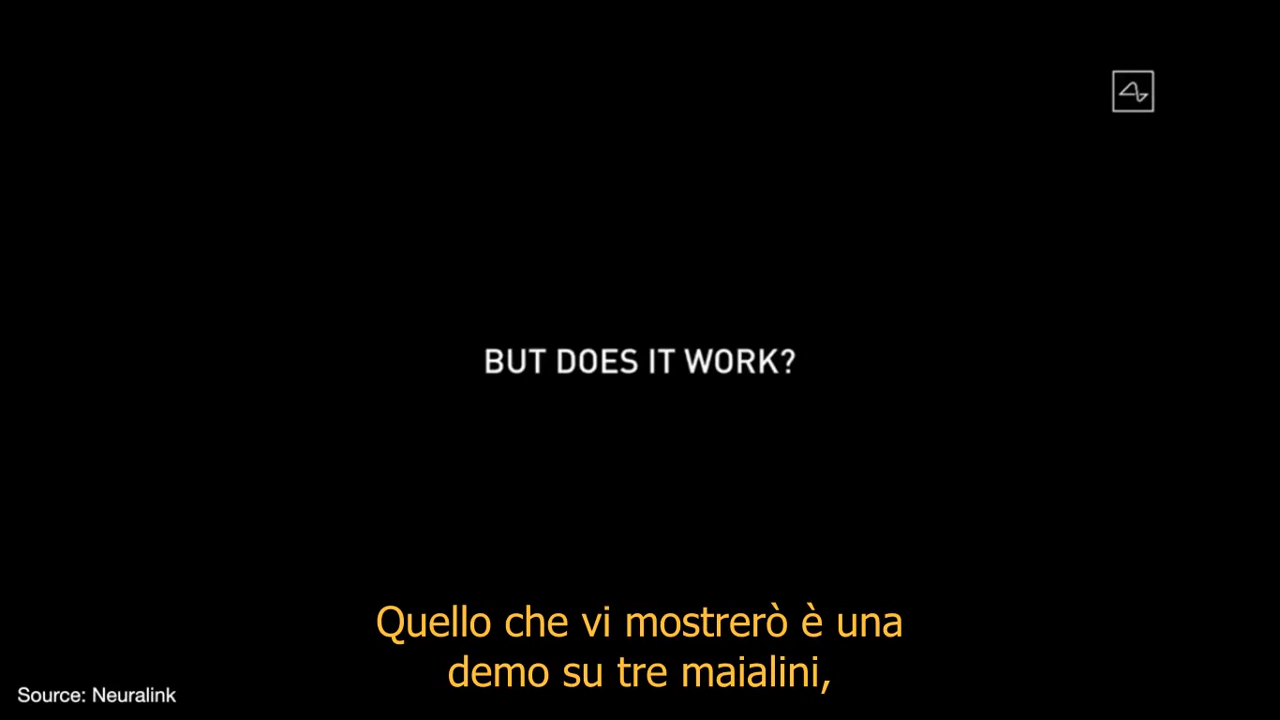 BUT DOES IT WORK?
Quello che vi mostrerò è una
demo su tre maialini,
Source: Neuralink